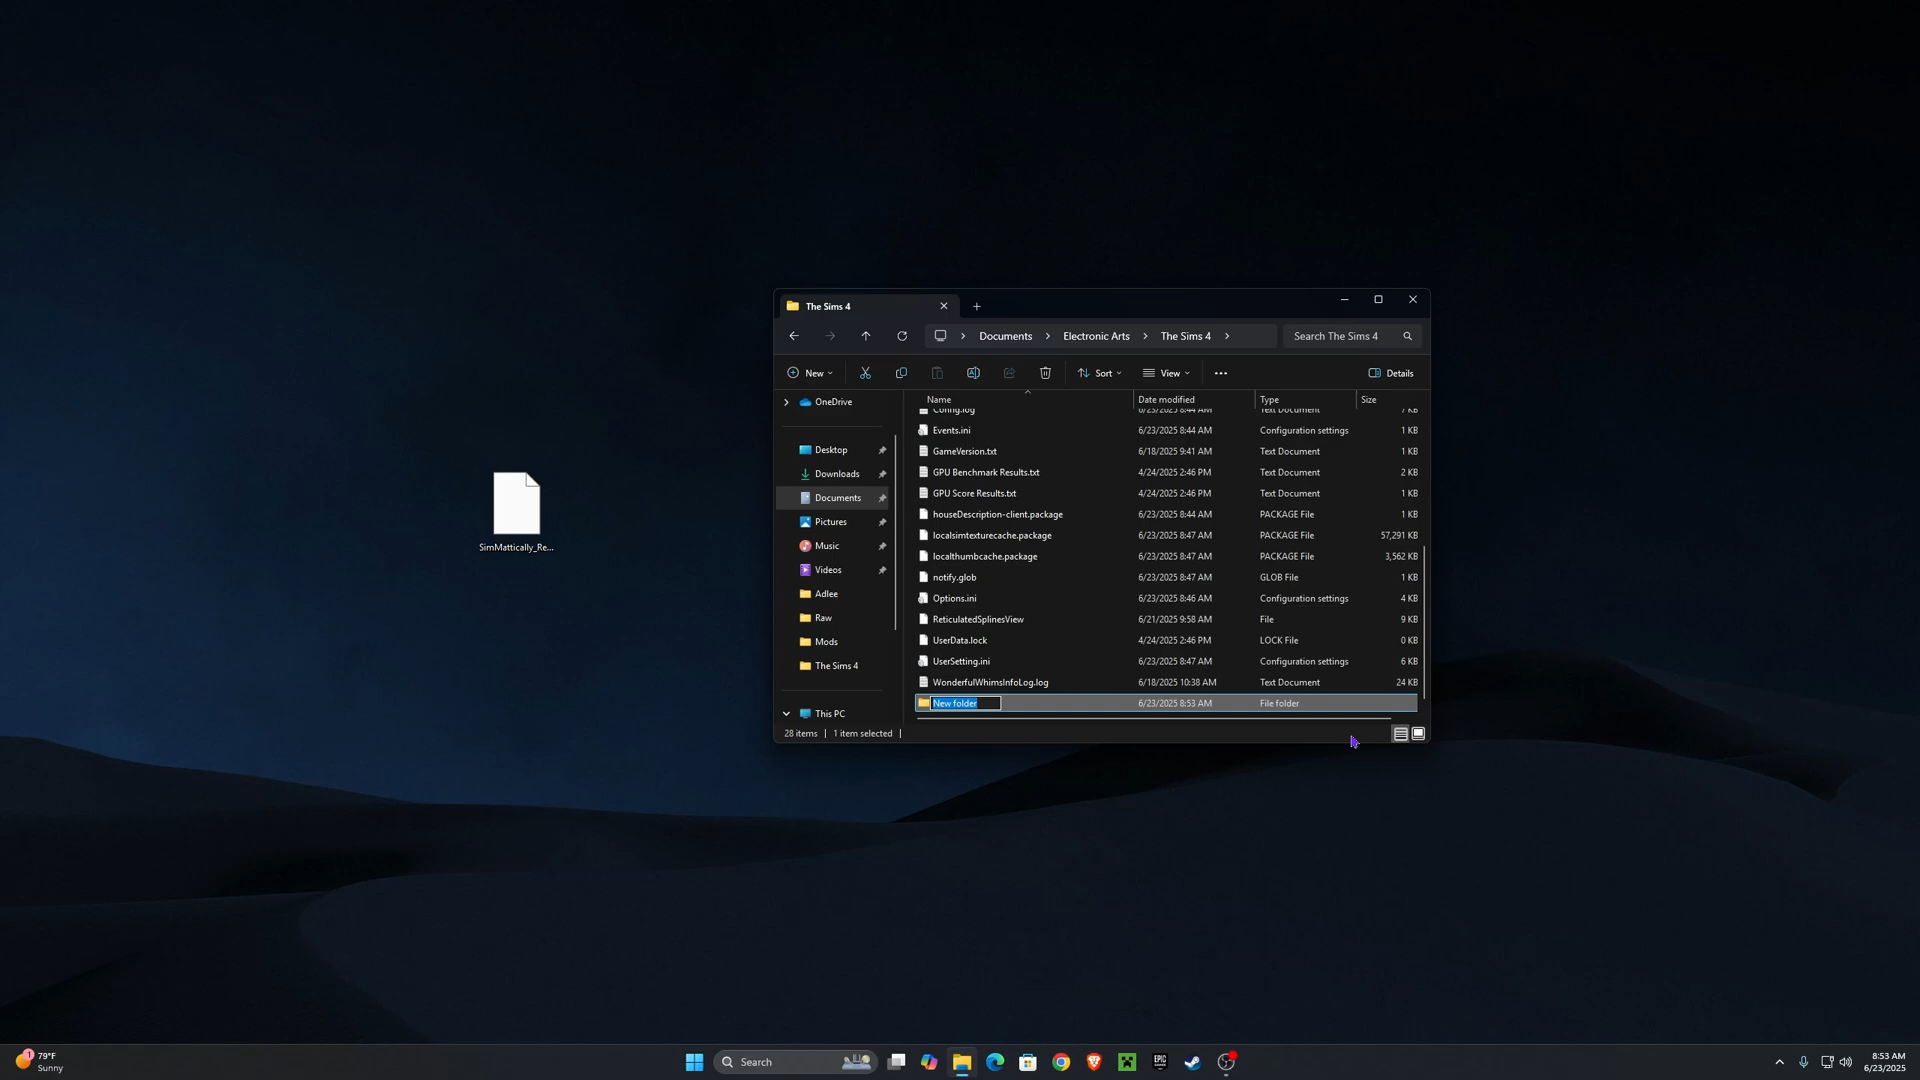 SimMattically_Re...
The Sims 4
Documents > Electronic Arts > The Sims 4 >
Search The Sims 4
New
Sort
View
Details
OneDrive
Desktop
Downloads
Documents
Pictures
Music
Videos
Adlee
Raw
Mods
The Sims 4
This PC
Name Date modified Type Size
Config.log 6/23/2025 8:44 AM Text Document 7 KB
Events.ini 6/23/2025 8:44 AM Configuration settings 1 KB
GameVersion.txt 6/18/2025 9:41 AM Text Document 1 KB
GPU Benchmark Results.txt 4/24/2025 2:46 PM Text Document 2 KB
GPU Score Results.txt 4/24/2025 2:46 PM Text Document 1 KB
houseDescription-client.package 6/23/2025 8:44 AM PACKAGE File 1 KB
localsimtexturecache.package 6/23/2025 8:47 AM PACKAGE File 57,291 KB
localthumbcache.package 6/23/2025 8:47 AM PACKAGE File 3,562 KB
notify.glob 6/23/2025 8:47 AM GLOB File 1 KB
Options.ini 6/23/2025 8:46 AM Configuration settings 4 KB
ReticulatedSplinesView 6/21/2025 9:58 AM File 9 KB
UserData.lock 4/24/2025 2:46 PM LOCK File 0 KB
UserSetting.ini 6/23/2025 8:47 AM Configuration settings 6 KB
WonderfulWhimsInfoLog.log 6/18/2025 10:38 AM Text Document 24 KB
New folder 6/23/2025 8:53 AM File folder
28 items | 1 item selected |
1
79°F
Sunny
Search
EPIC
GAMES
8:53 AM
6/23/2025